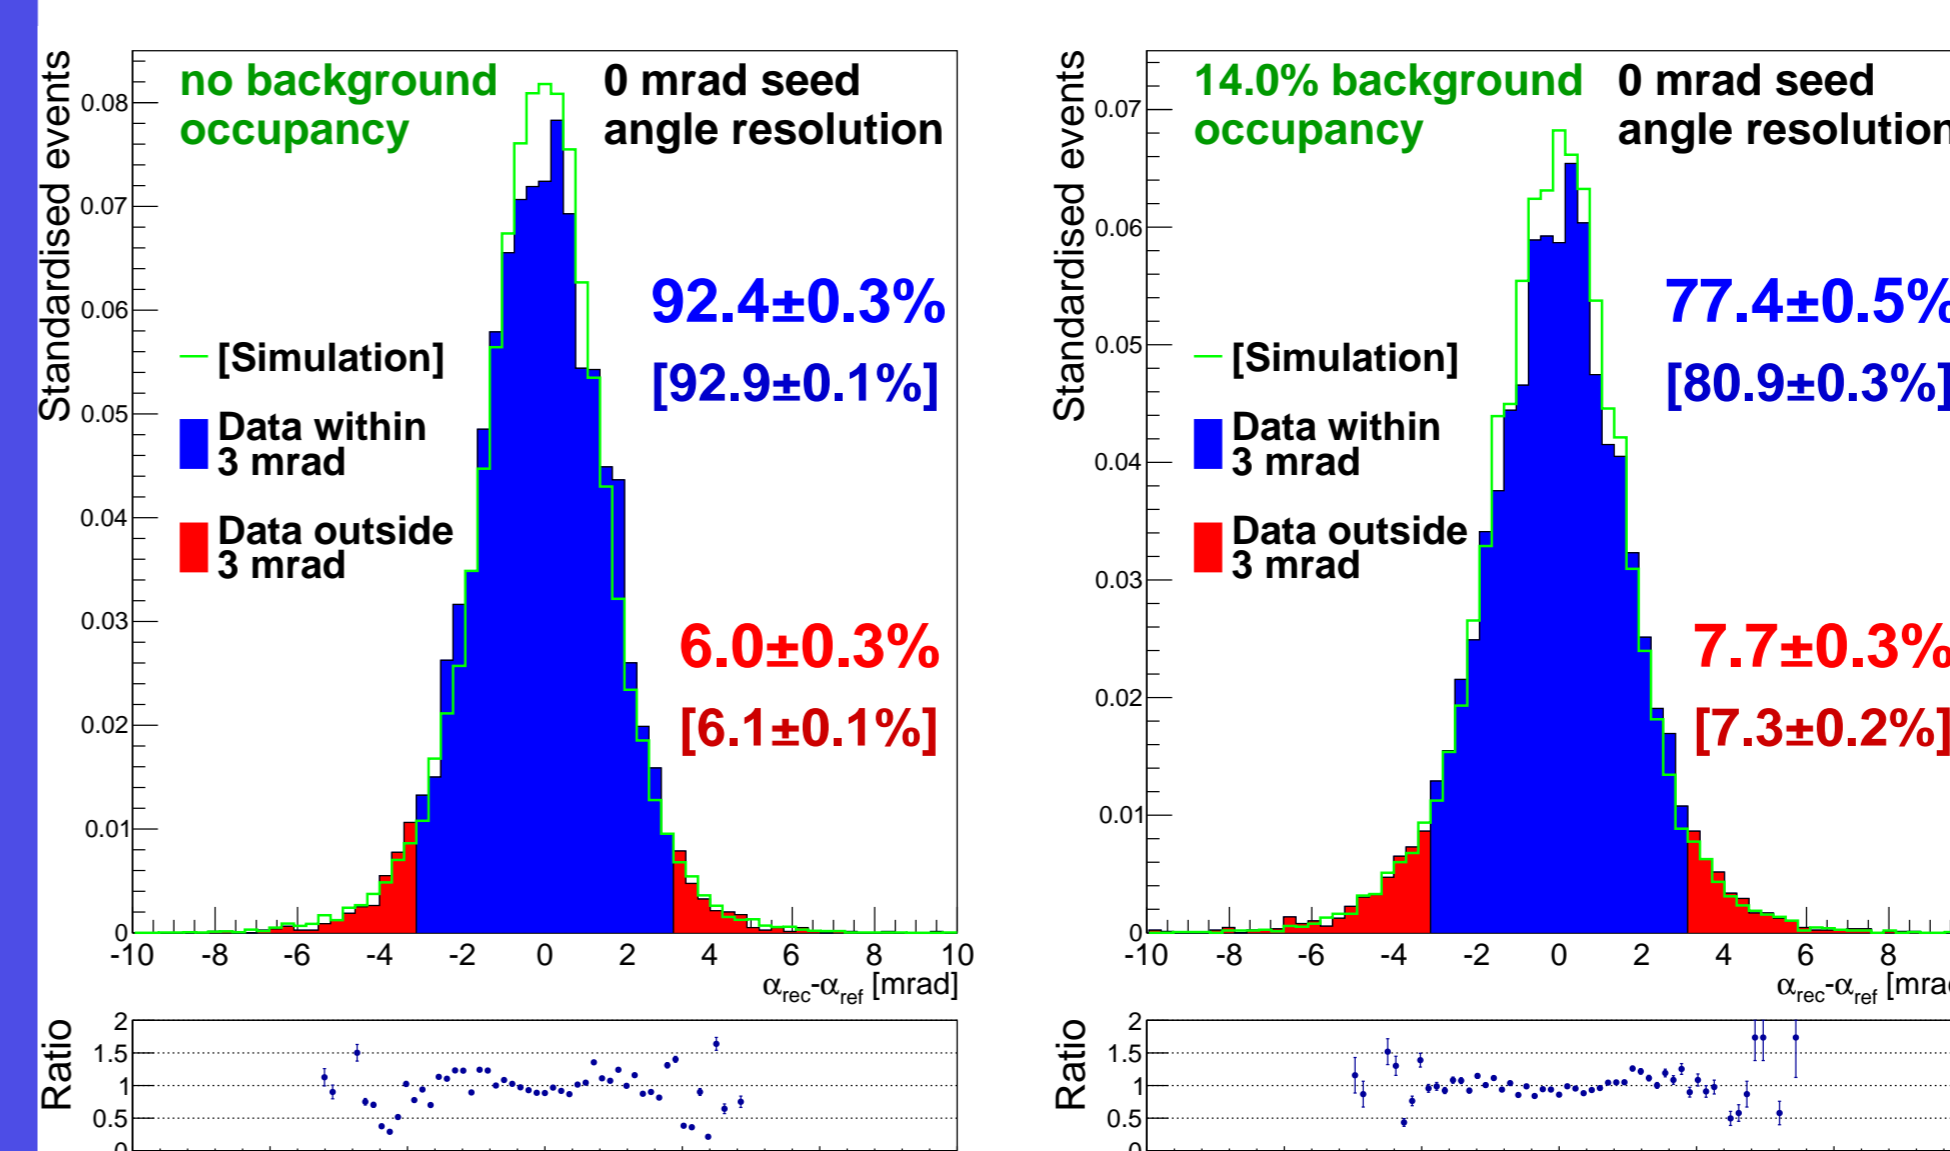 no background
occupancy
0 mrad seed
angle resolution
Standardised events
0.08
0.07
0.06
0.05
0.04
0.03
0.02
0.01
0
[Simulation]
Data within
3 mrad
Data outside
3 mrad
92.4±0.3%
[92.9±0.1%]
6.0±0.3%
[6.1±0.1%]
-10 -8 -6 -4 -2 0 2 4 6 8 10
αrec-αref [mrad]
Ratio
2
1.5
1
0.5
0
14.0% background
occupancy
0 mrad seed
angle resolution
Standardised events
0.07
0.06
0.05
0.04
0.03
0.02
0.01
0
[Simulation]
Data within
3 mrad
Data outside
3 mrad
77.4±0.5%
[80.9±0.3%]
7.7±0.3%
[7.3±0.2%]
-10 -8 -6 -4 -2 0 2 4 6 8
αrec-αref [mrad
Ratio
2
1.5
1
0.5
0